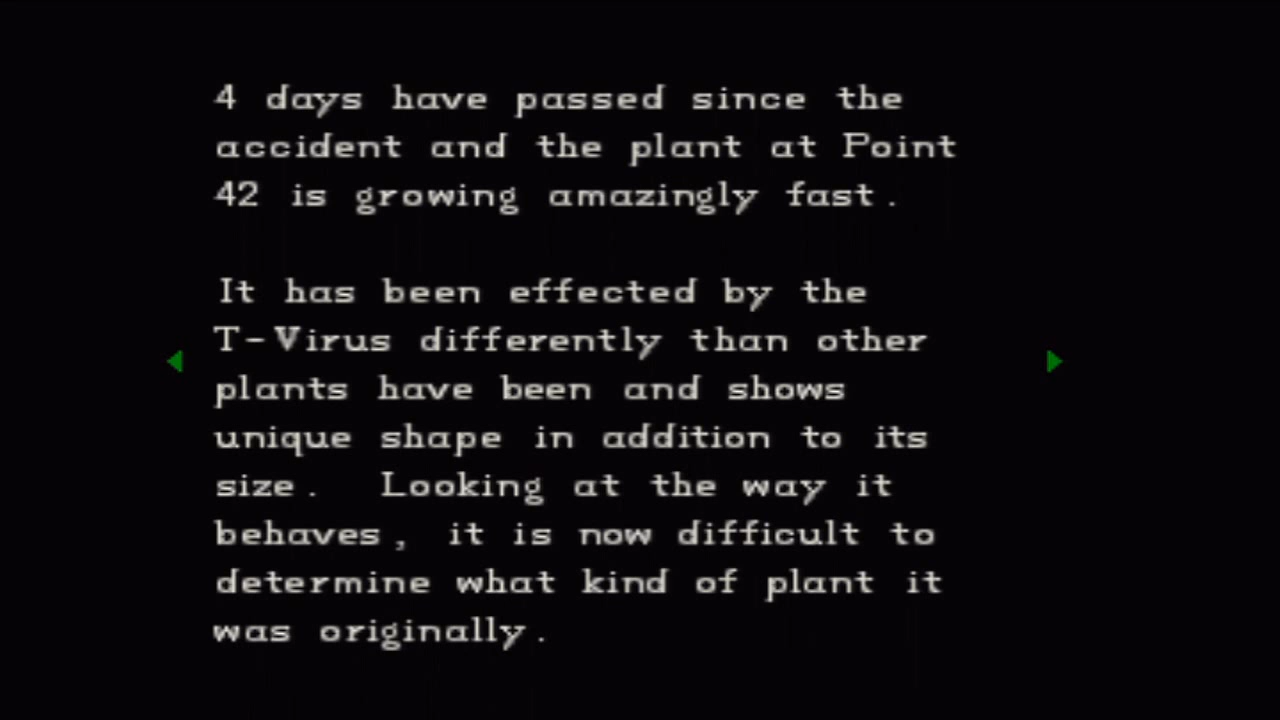 4 days have passed since the
accident and the plant at Point
42 is growing amazingly fast.
It has been effected by the
T-Virus differently than other
plants have been and shows
unique shape in addition to its
size. Looking at the way it
behaves, it is now difficult to
determine what kind of plant it
was originally.